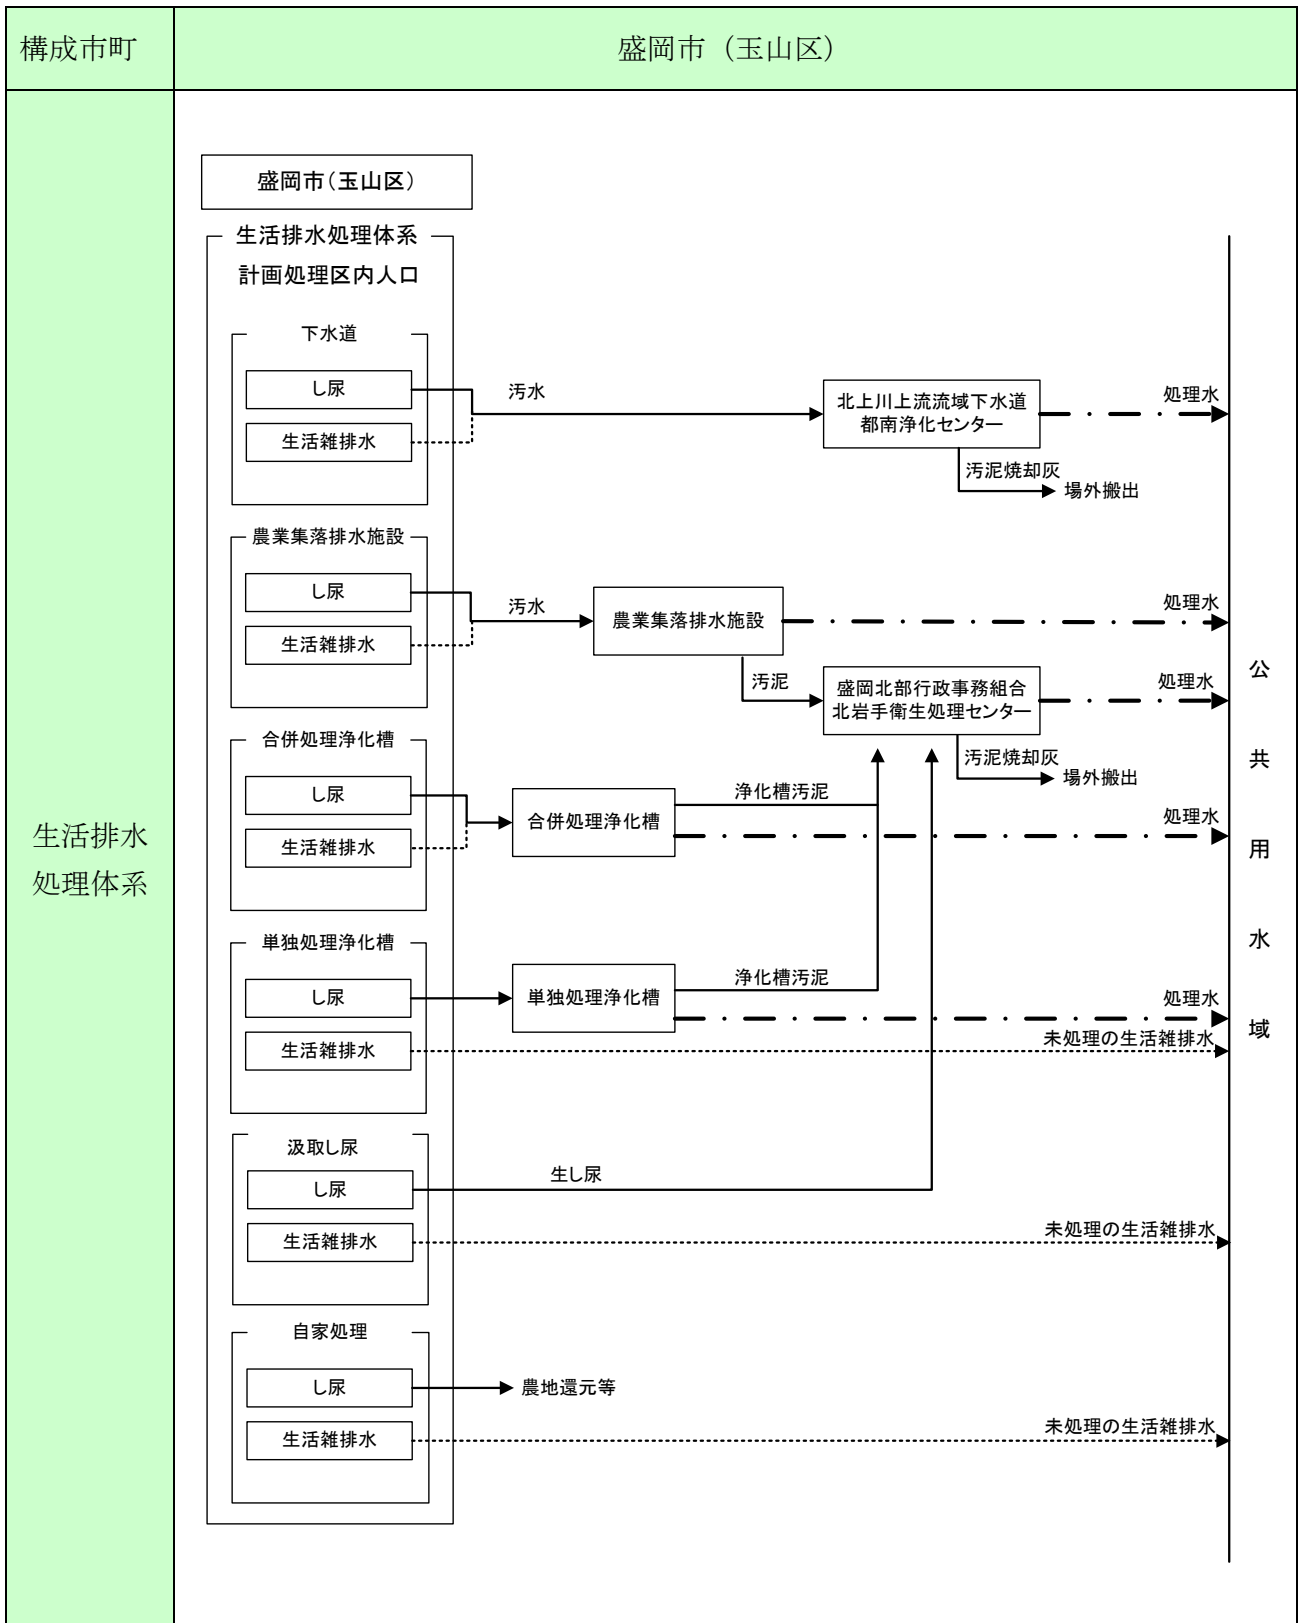 構成市町
盛岡市（玉山区）
生活排水
処理体系
盛岡市（玉山区）
生活排水処理体系
計画処理区内人口
下水道
し尿
生活雑排水
汚水
北上川上流流域下水道
都南浄化センター
処理水
汚泥焼却灰
場外搬出
農業集落排水施設
し尿
生活雑排水
汚水
農業集落排水施設
処理水
汚泥
盛岡北部行政事務組合
北岩手衛生処理センター
処理水
汚泥焼却灰
場外搬出
合併処理浄化槽
し尿
生活雑排水
合併処理浄化槽
浄化槽汚泥
処理水
単独処理浄化槽
し尿
生活雑排水
単独処理浄化槽
浄化槽汚泥
処理水
未処理の生活雑排水
汲取し尿
し尿
生活雑排水
生し尿
未処理の生活雑排水
自家処理
し尿
生活雑排水
農地還元等
未処理の生活雑排水
公共用水域